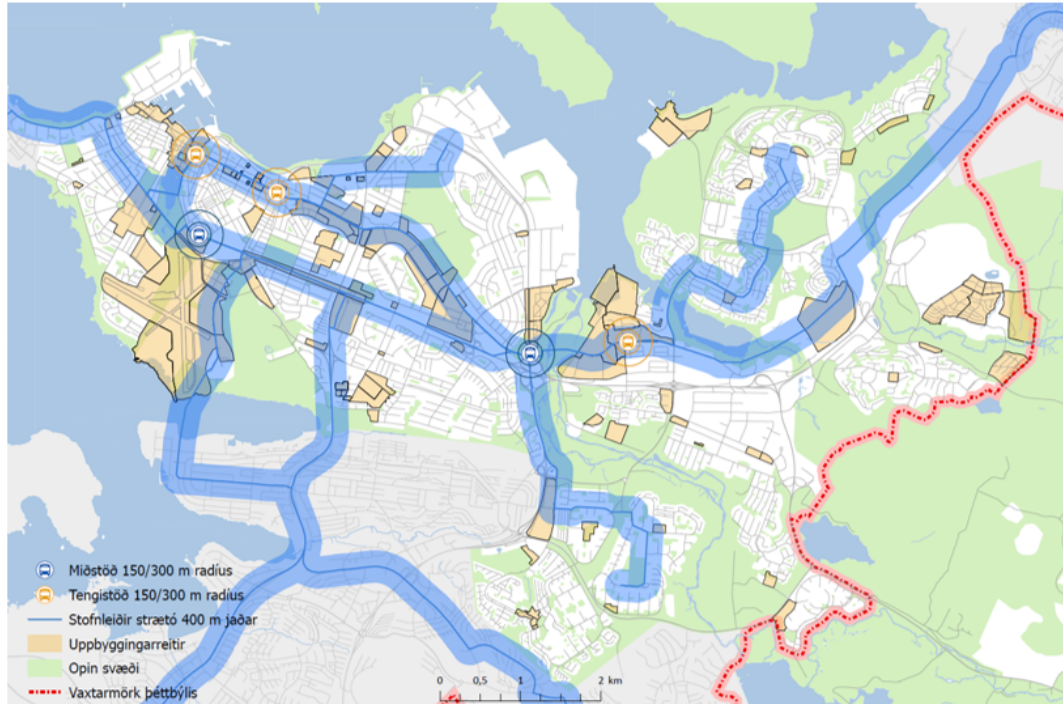 Miðstöð 150/300 m radíus
Tengistöð 150/300 m radíus
Stofnleiðir strætó 400 m jaðar
Uppbyggingarreitir
Opin svæði
Vaxtarmörk þéttbýlis
0 0,5 1 2 km